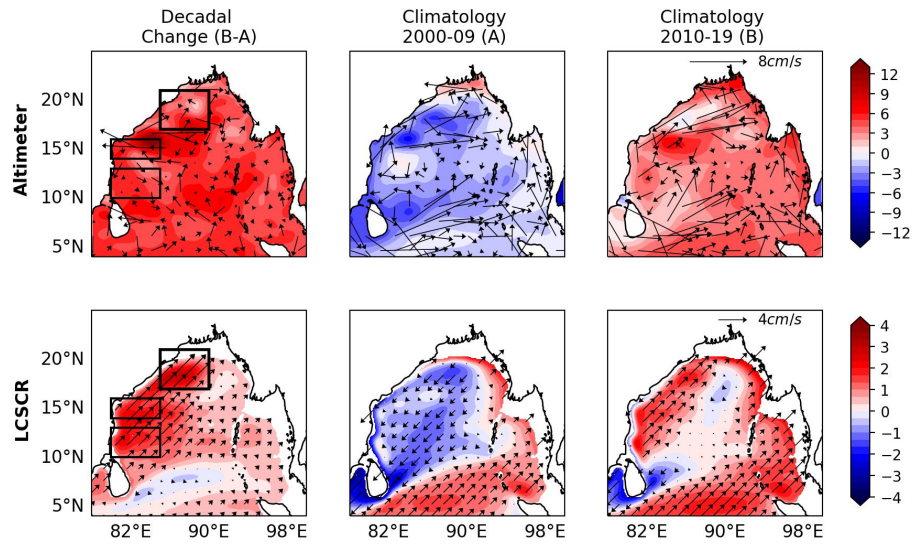 Decadal
Change (B-A)
Climatology
2000-09 (A)
Climatology
2010-19 (B)
Altimeter
20°N
15°N
10°N
5°N
8cm/s
12
9
6
3
0
−3
−6
−9
−12
LCSCR
20°N
15°N
10°N
5°N
4cm/s
4
3
2
1
0
−1
−2
−3
−4
82°E 90°E 98°E
82°E 90°E 98°E
82°E 90°E 98°E